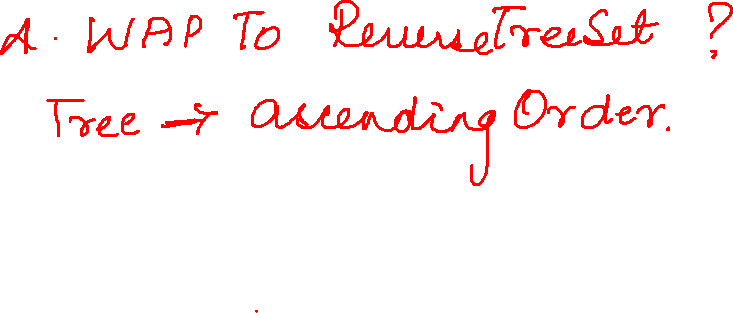 A. WAP To ReverseTreeSet ?
Tree → ascending Order.